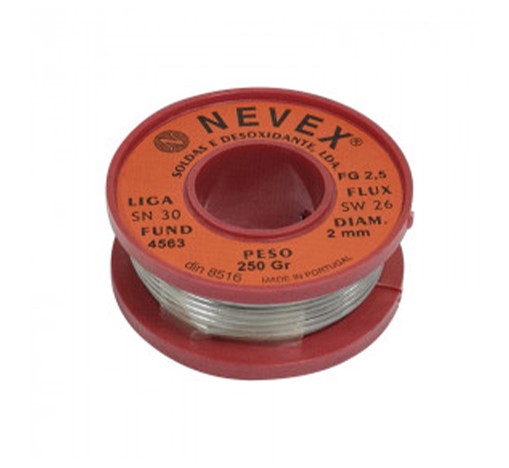 NEVEX®
SOLDAS E DESOXIDANTE, LDA.
LIGA
SN 30
FUND
4563
FG 2,5
FLUX
SW 26
DIAM.
2 mm
PESO
250 Gr
din 8516
MADE IN PORTUGAL